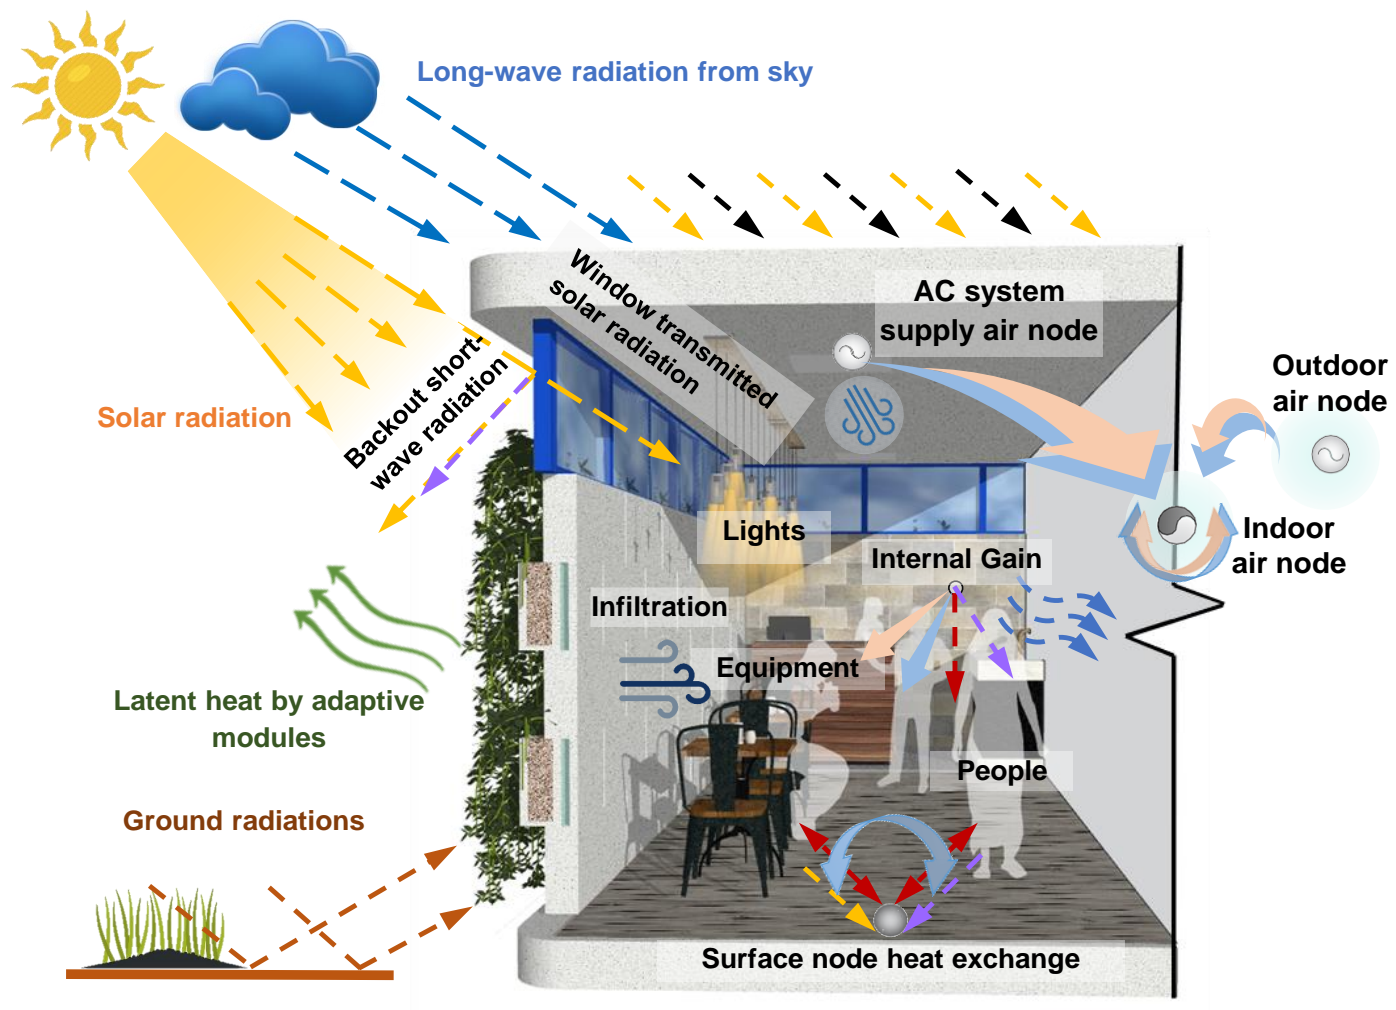 Long-wave radiation from sky
Window transmitted
solar radiation
AC system
supply air node
Outdoor
air node
Backout short-
wave radiation
Solar radiation
Lights
Indoor
air node
Internal Gain
Infiltration
Equipment
Latent heat by adaptive
modules
People
Ground radiations
Surface node heat exchange